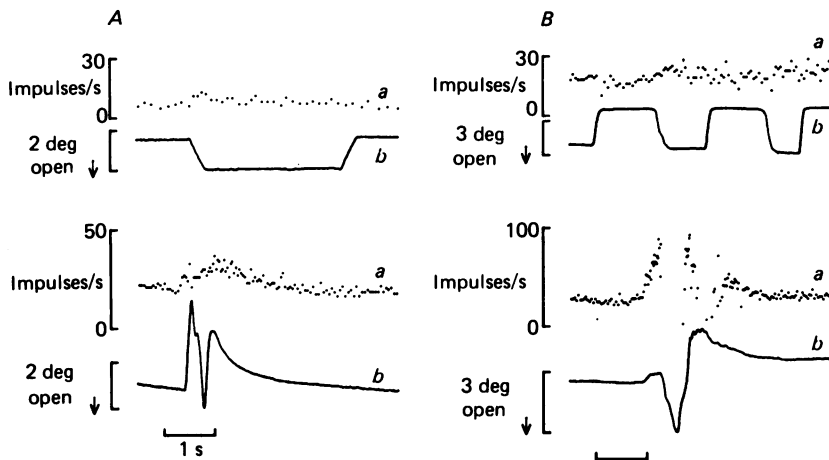 A
30
Impulses/s
0
a
2 deg
open ↓
b
50
Impulses/s
0
a
2 deg
open ↓
b
1 s
B
30
Impulses/s
0
a
3 deg
open ↓
b
100
Impulses/s
0
a
3 deg
open ↓
b